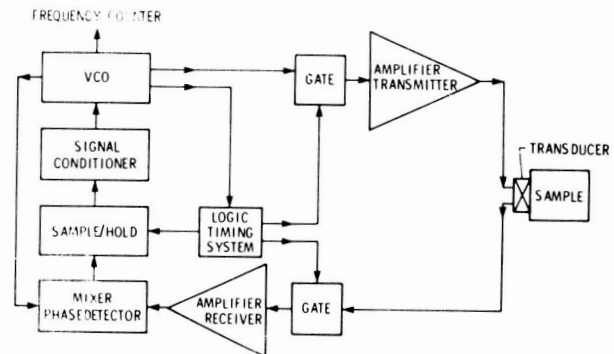 FREQUENCY COUNTER
VCO
GATE
AMPLIFIER
TRANSMITTER
SIGNAL
CONDITIONER
TRANSDUCER
SAMPLE
SAMPLE/HOLD
LOGIC
TIMING
SYSTEM
MIXER
PHASEDETECTOR
AMPLIFIER
RECEIVER
GATE